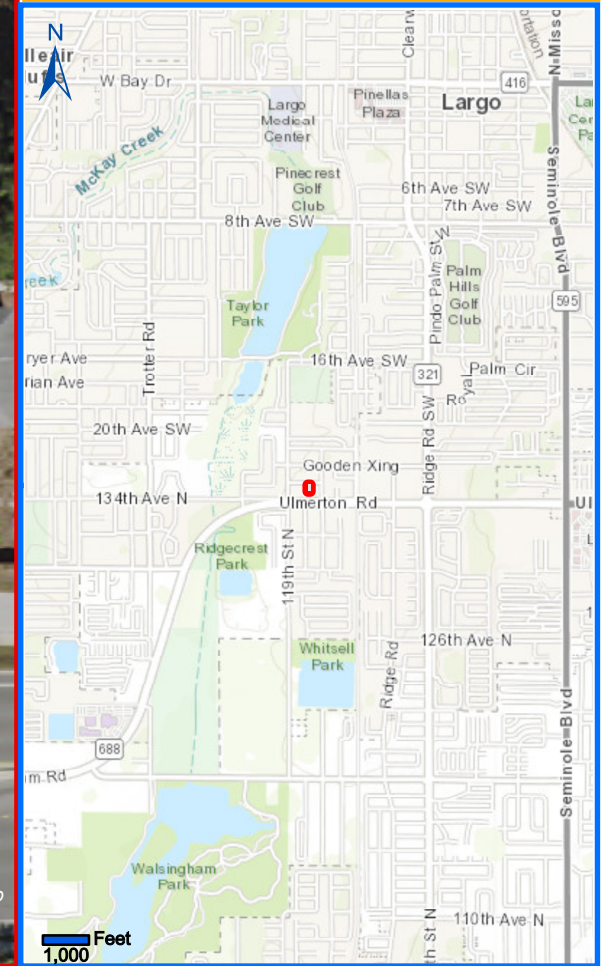 N
W Bay Dr
McKay Creek
Largo
Medical
Center
Pinellas
Plaza
416
Largo
Pinecrest
Golf
Club
6th Ave SW
7th Ave SW
8th Ave SW
Seminole Blvd
Pindo Palm St
Palm
Hills
Golf
Club
595
Taylor
Park
Trotter Rd
16th Ave SW
321
Palm Cir
Royal
20th Ave SW
Ridge Rd SW
Gooden Xing
134th Ave N
Ulmerton Rd
Ridgecrest
Park
119th St N
126th Ave N
Whitsell
Park
Ridge Rd
688
Seminole Blvd
Walsingham
Park
110th Ave N
th St N
Feet
1,000